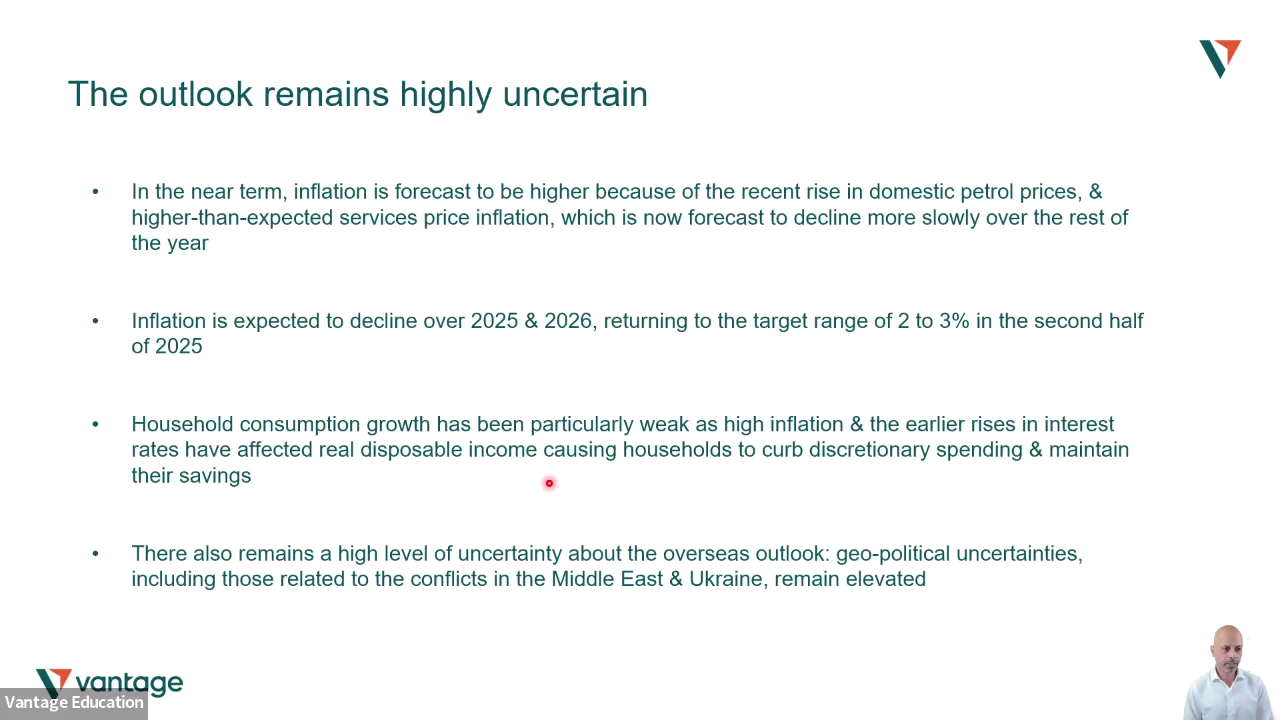 The outlook remains highly uncertain
• In the near term, inflation is forecast to be higher because of the recent rise in domestic petrol prices, &
higher-than-expected services price inflation, which is now forecast to decline more slowly over the rest of
the year
• Inflation is expected to decline over 2025 & 2026, returning to the target range of 2 to 3% in the second half
of 2025
• Household consumption growth has been particularly weak as high inflation & the earlier rises in interest
rates have affected real disposable income causing households to curb discretionary spending & maintain
their savings
• There also remains a high level of uncertainty about the overseas outlook: geo-political uncertainties,
including those related to the conflicts in the Middle East & Ukraine, remain elevated
vantage
Vantage Education